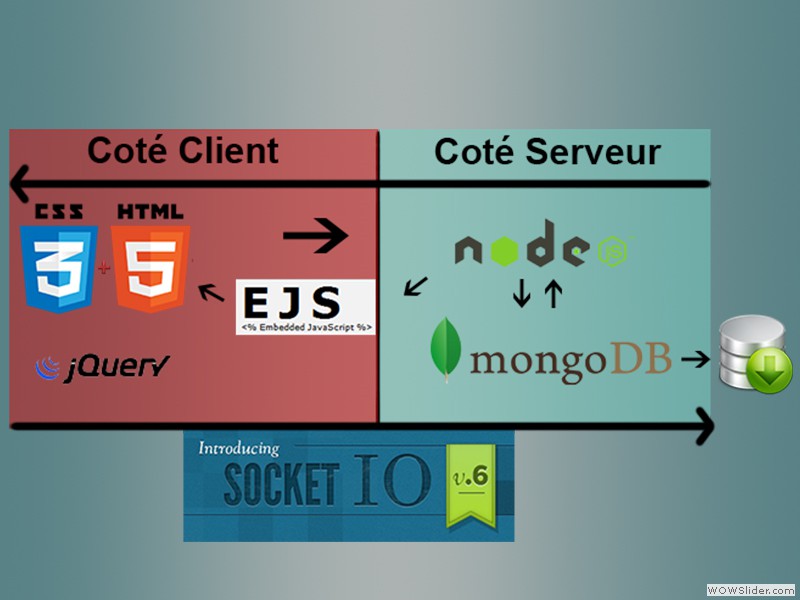 Coté Client
Coté Serveur
CSS
HTML
3
+
5
node
JS
EJS
<% Embedded JavaScript %>
jQuery
mongoDB
Introducing
SOCKET IO
v.6
WOWSlider.com